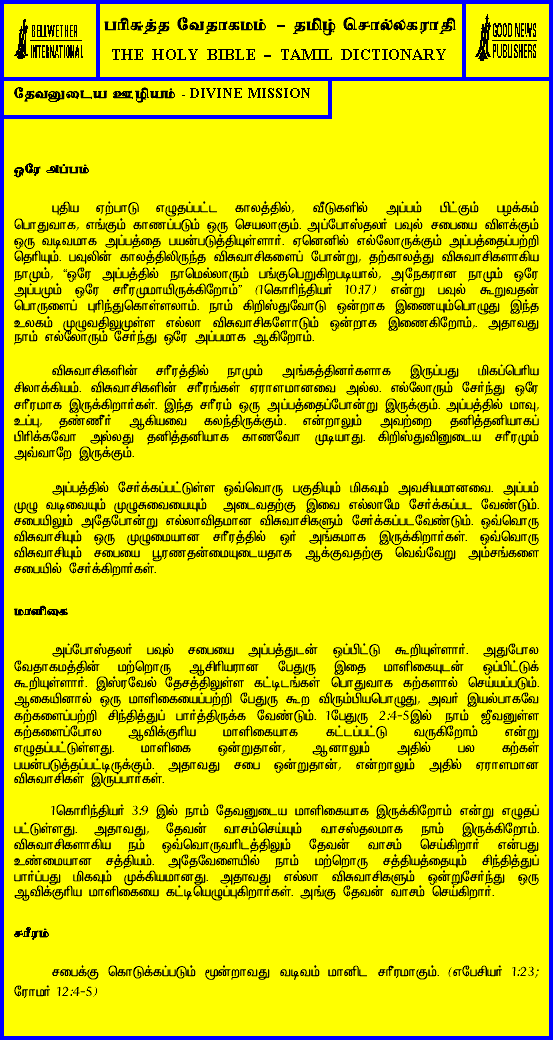 BELLWETHER
INTERNATIONAL
பரிசுத்த வேதாகமம் – தமிழ் சொல்லகராதி
THE HOLY BIBLE – TAMIL DICTIONARY
GOOD NEWS
PUBLISHERS
தேவனுடைய ஊழியம் - DIVINE MISSION
ஒரே அப்பம்
புதிய ஏற்பாடு எழுதப்பட்ட காலத்தில், வீடுகளில் அப்பம் பிட்கும் பழக்கம்
பொதுவாக, எங்கும் காணப்படும் ஒரு செயலாகும். அப்போஸ்தலர் பவுல் சபையை விளக்கும்
ஒரு வடிவமாக அப்பத்தை பயன்படுத்தியுள்ளார். ஏனெனில் எல்லோருக்கும் அப்பத்தைப்பற்றி
தெரியும். பவுலின் காலத்திலிருந்த விசுவாசிகளைப் போன்று, தற்காலத்து விசுவாசிகளாகிய
நாமும், “ஒரே அப்பத்தில் நாமெல்லாரும் பங்குபெறுகிறபடியால், அநேகரான நாமும் ஒரே
அப்பமும் ஒரே சரீரமுமாயிருக்கிறோம்” (1கொரிந்தியர் 10:17) என்று பவுல் கூறுவதன்
பொருளைப் புரிந்துகொள்ளலாம். நாம் கிறிஸ்துவோடு ஒன்றாக இணையும்பொழுது இந்த
உலகம் முழுவதிலுமுள்ள எல்லா விசுவாசிகளோடும் ஒன்றாக இணைகிறோம்,. அதாவது
நாம் எல்லோரும் சேர்ந்து ஒரே அப்பமாக ஆகிறோம்.
விசுவாசிகளின் சரீரத்தில் நாமும் அங்கத்தினர்களாக இருப்பது மிகப்பெரிய
சிலாக்கியம். விசுவாசிகளின் சரீரங்கள் ஏராளமானவை அல்ல. எல்லோரும் சேர்ந்து ஒரே
சரீரமாக இருக்கிறார்கள். இந்த சரீரம் ஒரு அப்பத்தைப்போன்று இருக்கும். அப்பத்தில் மாவு,
உப்பு, தண்ணீர் ஆகியவை கலந்திருக்கும். என்றாலும் அவற்றை தனித்தனியாகப்
பிரிக்கவோ அல்லது தனித்தனியாக காணவோ முடியாது. கிறிஸ்துவினுடைய சரீரமும்
அவ்வாறே இருக்கும்.
அப்பத்தில் சேர்க்கப்பட்டுள்ள ஒவ்வொரு பகுதியும் மிகவும் அவசியமானவை. அப்பம்
முழு வடிவையும் முழுசுவையையும் அடைவதற்கு இவை எல்லாமே சேர்க்கப்பட வேண்டும்.
சபையிலும் அதேபோன்று எல்லாவிதமான விசுவாசிகளும் சேர்க்கப்படவேண்டும். ஒவ்வொரு
விசுவாசியும் ஒரு முழுமையான சரீரத்தில் ஓர் அங்கமாக இருக்கிறார்கள். ஒவ்வொரு
விசுவாசியும் சபையை பூரணதன்மையுடையதாக ஆக்குவதற்கு வெவ்வேறு அம்சங்களை
சபையில் சேர்க்கிறார்கள்.
மாளிகை
அப்போஸ்தலர் பவுல் சபையை அப்பத்துடன் ஒப்பிட்டு கூறியுள்ளார். அதுபோல
வேதாகமத்தின் மற்றொரு ஆசிரியரான பேதுரு இதை மாளிகையுடன் ஒப்பிட்டுக்
கூறியுள்ளார். இஸ்ரவேல் தேசத்திலுள்ள கட்டிடங்கள் பொதுவாக கற்களால் செய்யப்படும்.
ஆகையினால் ஒரு மாளிகையைப்பற்றி பேதுரு கூற விரும்பியபொழுது, அவர் இயல்பாகவே
கற்களைப்பற்றி சிந்தித்துப் பார்த்திருக்க வேண்டும். 1பேதுரு 2:4-5இல் நாம் ஜீவனுள்ள
கற்களைப்போல ஆவிக்குரிய மாளிகையாக கட்டப்பட்டு வருகிறோம் என்று
எழுதப்பட்டுள்ளது. மாளிகை ஒன்றுதான், ஆனாலும் அதில் பல கற்கள்
பயன்படுத்தப்பட்டிருக்கும். அதாவது சபை ஒன்றுதான், என்றாலும் அதில் ஏராளமான
விசுவாசிகள் இருப்பார்கள்.
1கொரிந்தியர் 3:9 இல் நாம் தேவனுடைய மாளிகையாக இருக்கிறோம் என்று எழுதப்
பட்டுள்ளது. அதாவது, தேவன் வாசம்செய்யும் வாசஸ்தலமாக நாம் இருக்கிறோம்.
விசுவாசிகளாகிய நம் ஒவ்வொருவரிடத்திலும் தேவன் வாசம் செய்கிறார் என்பது
உண்மையான சத்தியம். அதேவேளையில் நாம் மற்றொரு சத்தியத்தையும் சிந்தித்துப்
பார்ப்பது மிகவும் முக்கியமானது. அதாவது எல்லா விசுவாசிகளும் ஒன்றுசேர்ந்து ஒரு
ஆவிக்குரிய மாளிகையை கட்டியெழுப்புகிறார்கள். அங்கு தேவன் வாசம் செய்கிறார்.
சரீரம்
சபைக்கு கொடுக்கப்படும் மூன்றாவது வடிவம் மானிட சரீரமாகும். (எபேசியர் 1:23;
ரோமர் 12:4-5)